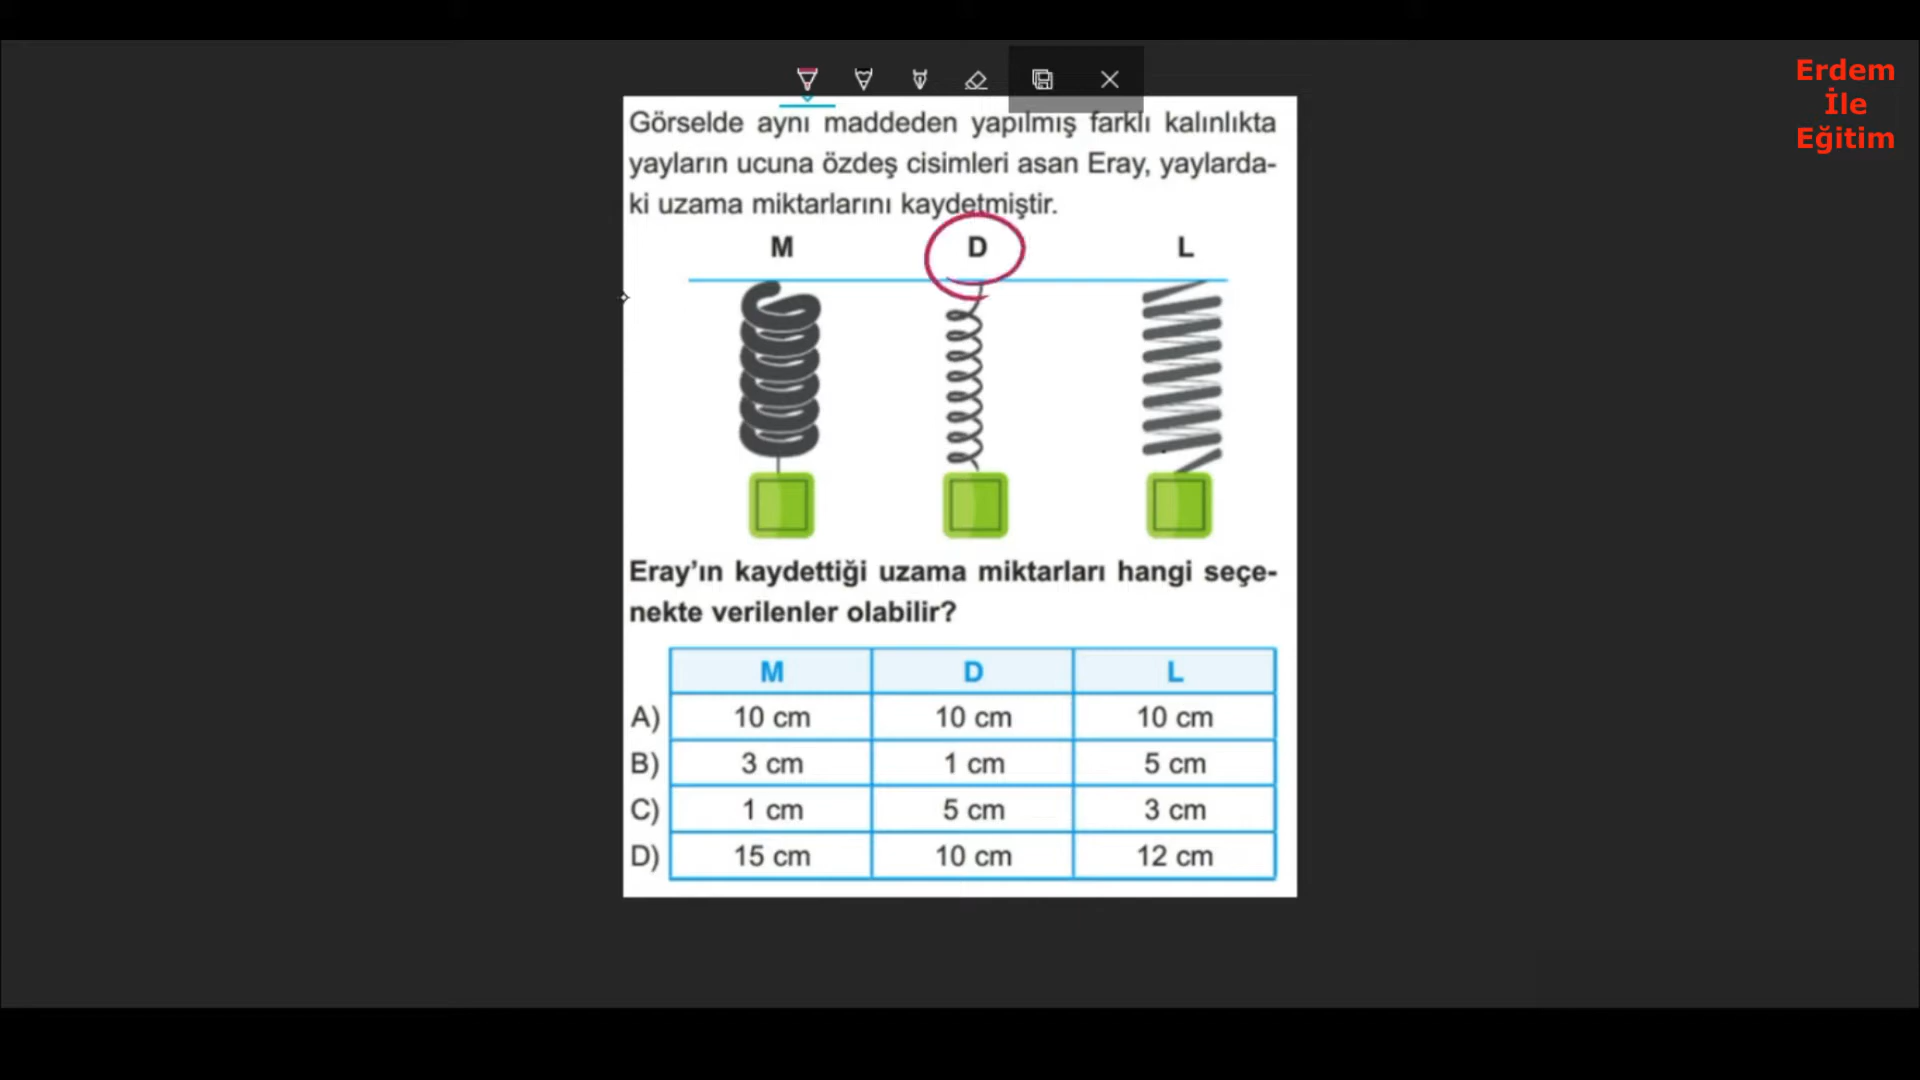 Erdem
İle
Eğitim
Görselde aynı maddeden yapılmış farklı kalınlıkta
yayların ucuna özdeş cisimleri asan Eray, yaylarda-
ki uzama miktarlarını kaydetmiştir.
M D L
Eray'ın kaydettiği uzama miktarları hangi seçe-
nekte verilenler olabilir?
M D L
A) 10 cm 10 cm 10 cm
B) 3 cm 1 cm 5 cm
C) 1 cm 5 cm 3 cm
D) 15 cm 10 cm 12 cm